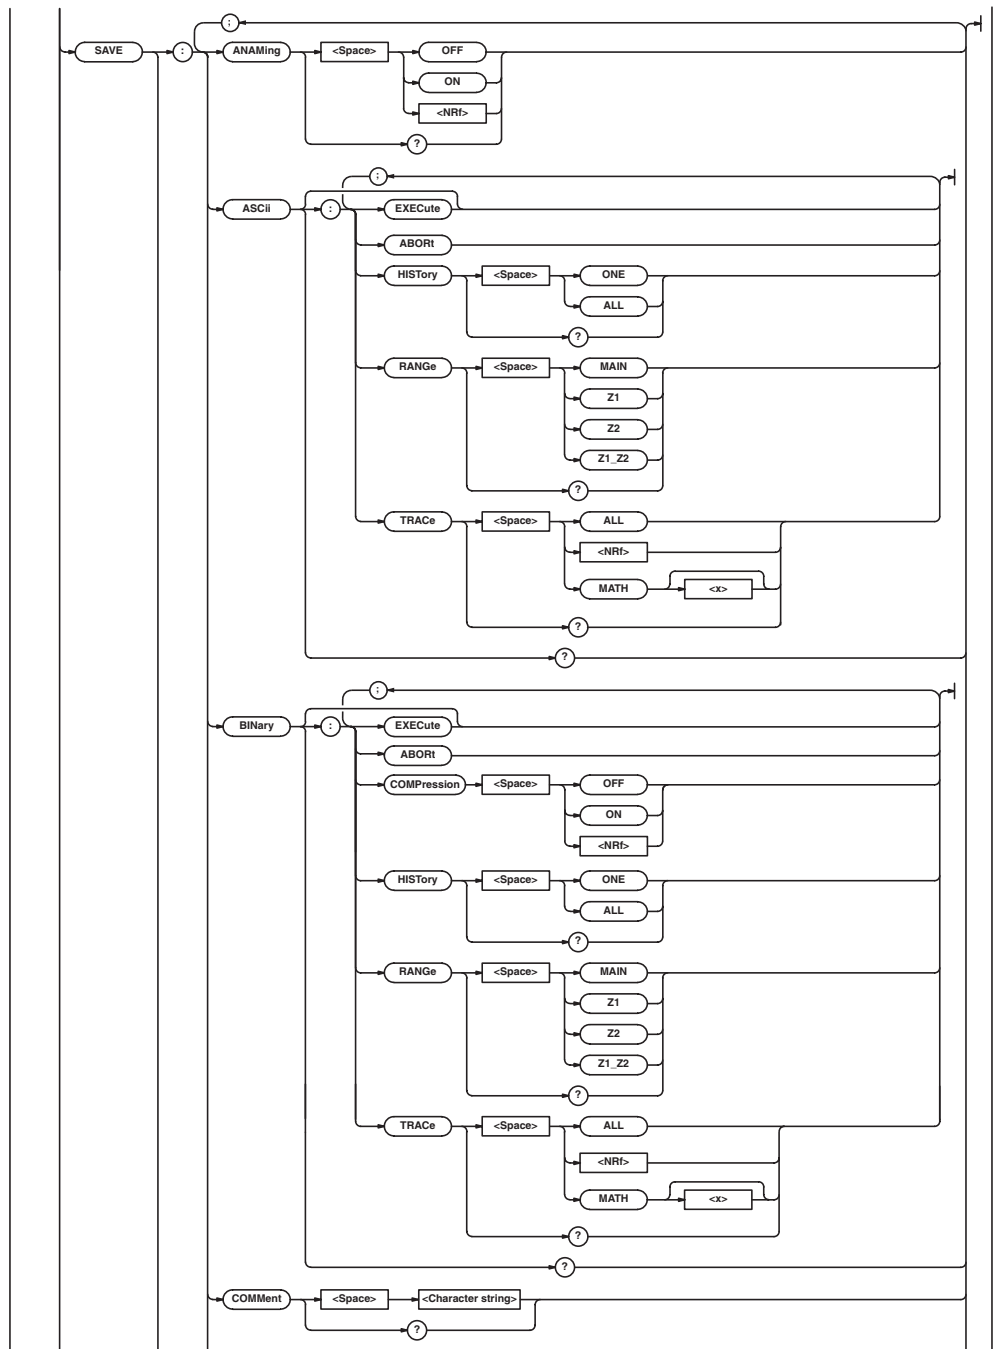 ;
SAVE : ANAMing <Space> OFF
ON
<NRf>
?
;
ASCii : EXECute
ABORt
HISTory <Space> ONE
ALL
?
RANGe <Space> MAIN
Z1
Z2
Z1_Z2
?
TRACe <Space> ALL
<NRf>
MATH <x>
?
?
;
BINary : EXECute
ABORt
COMPression <Space> OFF
ON
<NRf>
HISTory <Space> ONE
ALL
?
RANGe <Space> MAIN
Z1
Z2
Z1_Z2
?
TRACe <Space> ALL
<NRf>
MATH <x>
?
?
COMMent <Space> <Character string>
?